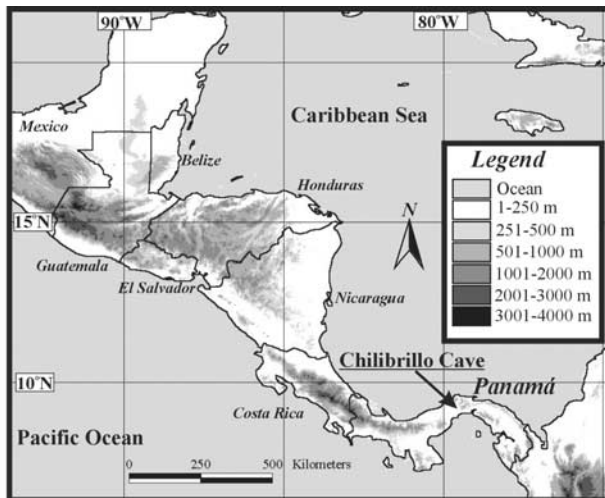 90°W
80°W
Caribbean Sea
Mexico
Belize
Legend
Ocean
1-250 m
251-500 m
501-1000 m
1001-2000 m
2001-3000 m
3001-4000 m
Honduras
N
15°N
Guatemala
El Salvador
Nicaragua
Chilibrillo Cave
10°N
Panamá
Costa Rica
Pacific Ocean
0 250 500 Kilometers